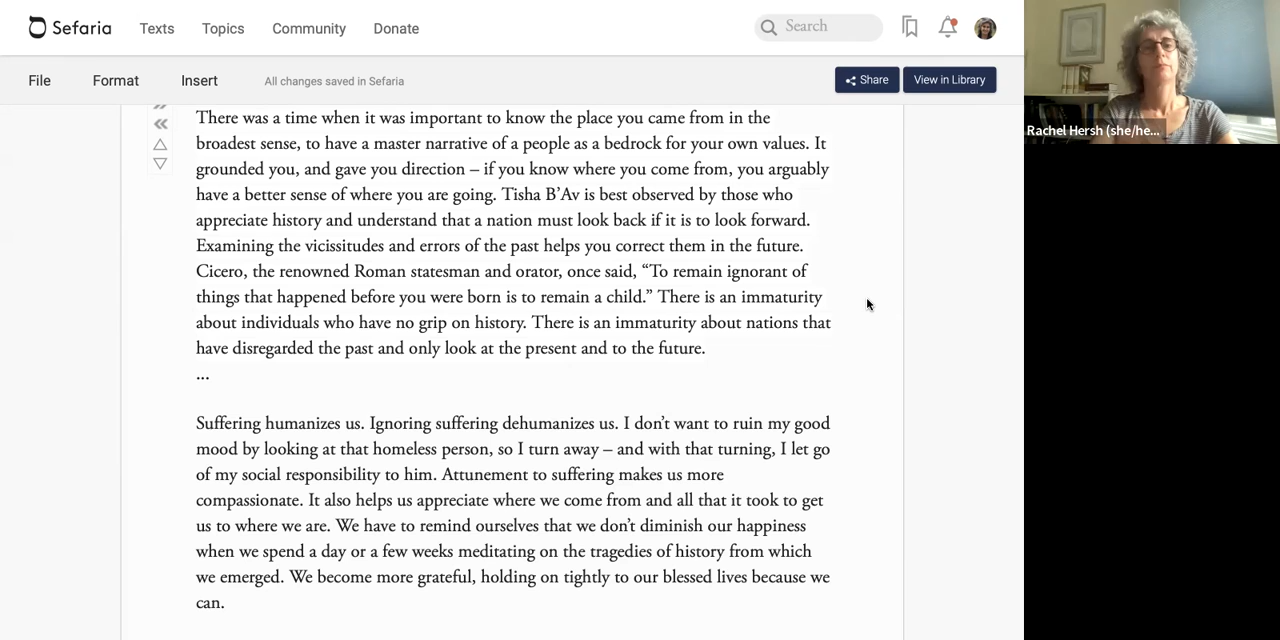 Sefaria
Texts
Topics
Community
Donate
Search
File
Format
Insert
All changes saved in Sefaria
Share
View in Library
Rachel Hersh (she/he...
There was a time when it was important to know the place you came from in the
broadest sense, to have a master narrative of a people as a bedrock for your own values. It
grounded you, and gave you direction – if you know where you come from, you arguably
have a better sense of where you are going. Tisha B’Av is best observed by those who
appreciate history and understand that a nation must look back if it is to look forward.
Examining the vicissitudes and errors of the past helps you correct them in the future.
Cicero, the renowned Roman statesman and orator, once said, “To remain ignorant of
things that happened before you were born is to remain a child.” There is an immaturity
about individuals who have no grip on history. There is an immaturity about nations that
have disregarded the past and only look at the present and to the future.
...
Suffering humanizes us. Ignoring suffering dehumanizes us. I don’t want to ruin my good
mood by looking at that homeless person, so I turn away – and with that turning, I let go
of my social responsibility to him. Attunement to suffering makes us more
compassionate. It also helps us appreciate where we come from and all that it took to get
us to where we are. We have to remind ourselves that we don’t diminish our happiness
when we spend a day or a few weeks meditating on the tragedies of history from which
we emerged. We become more grateful, holding on tightly to our blessed lives because we
can.